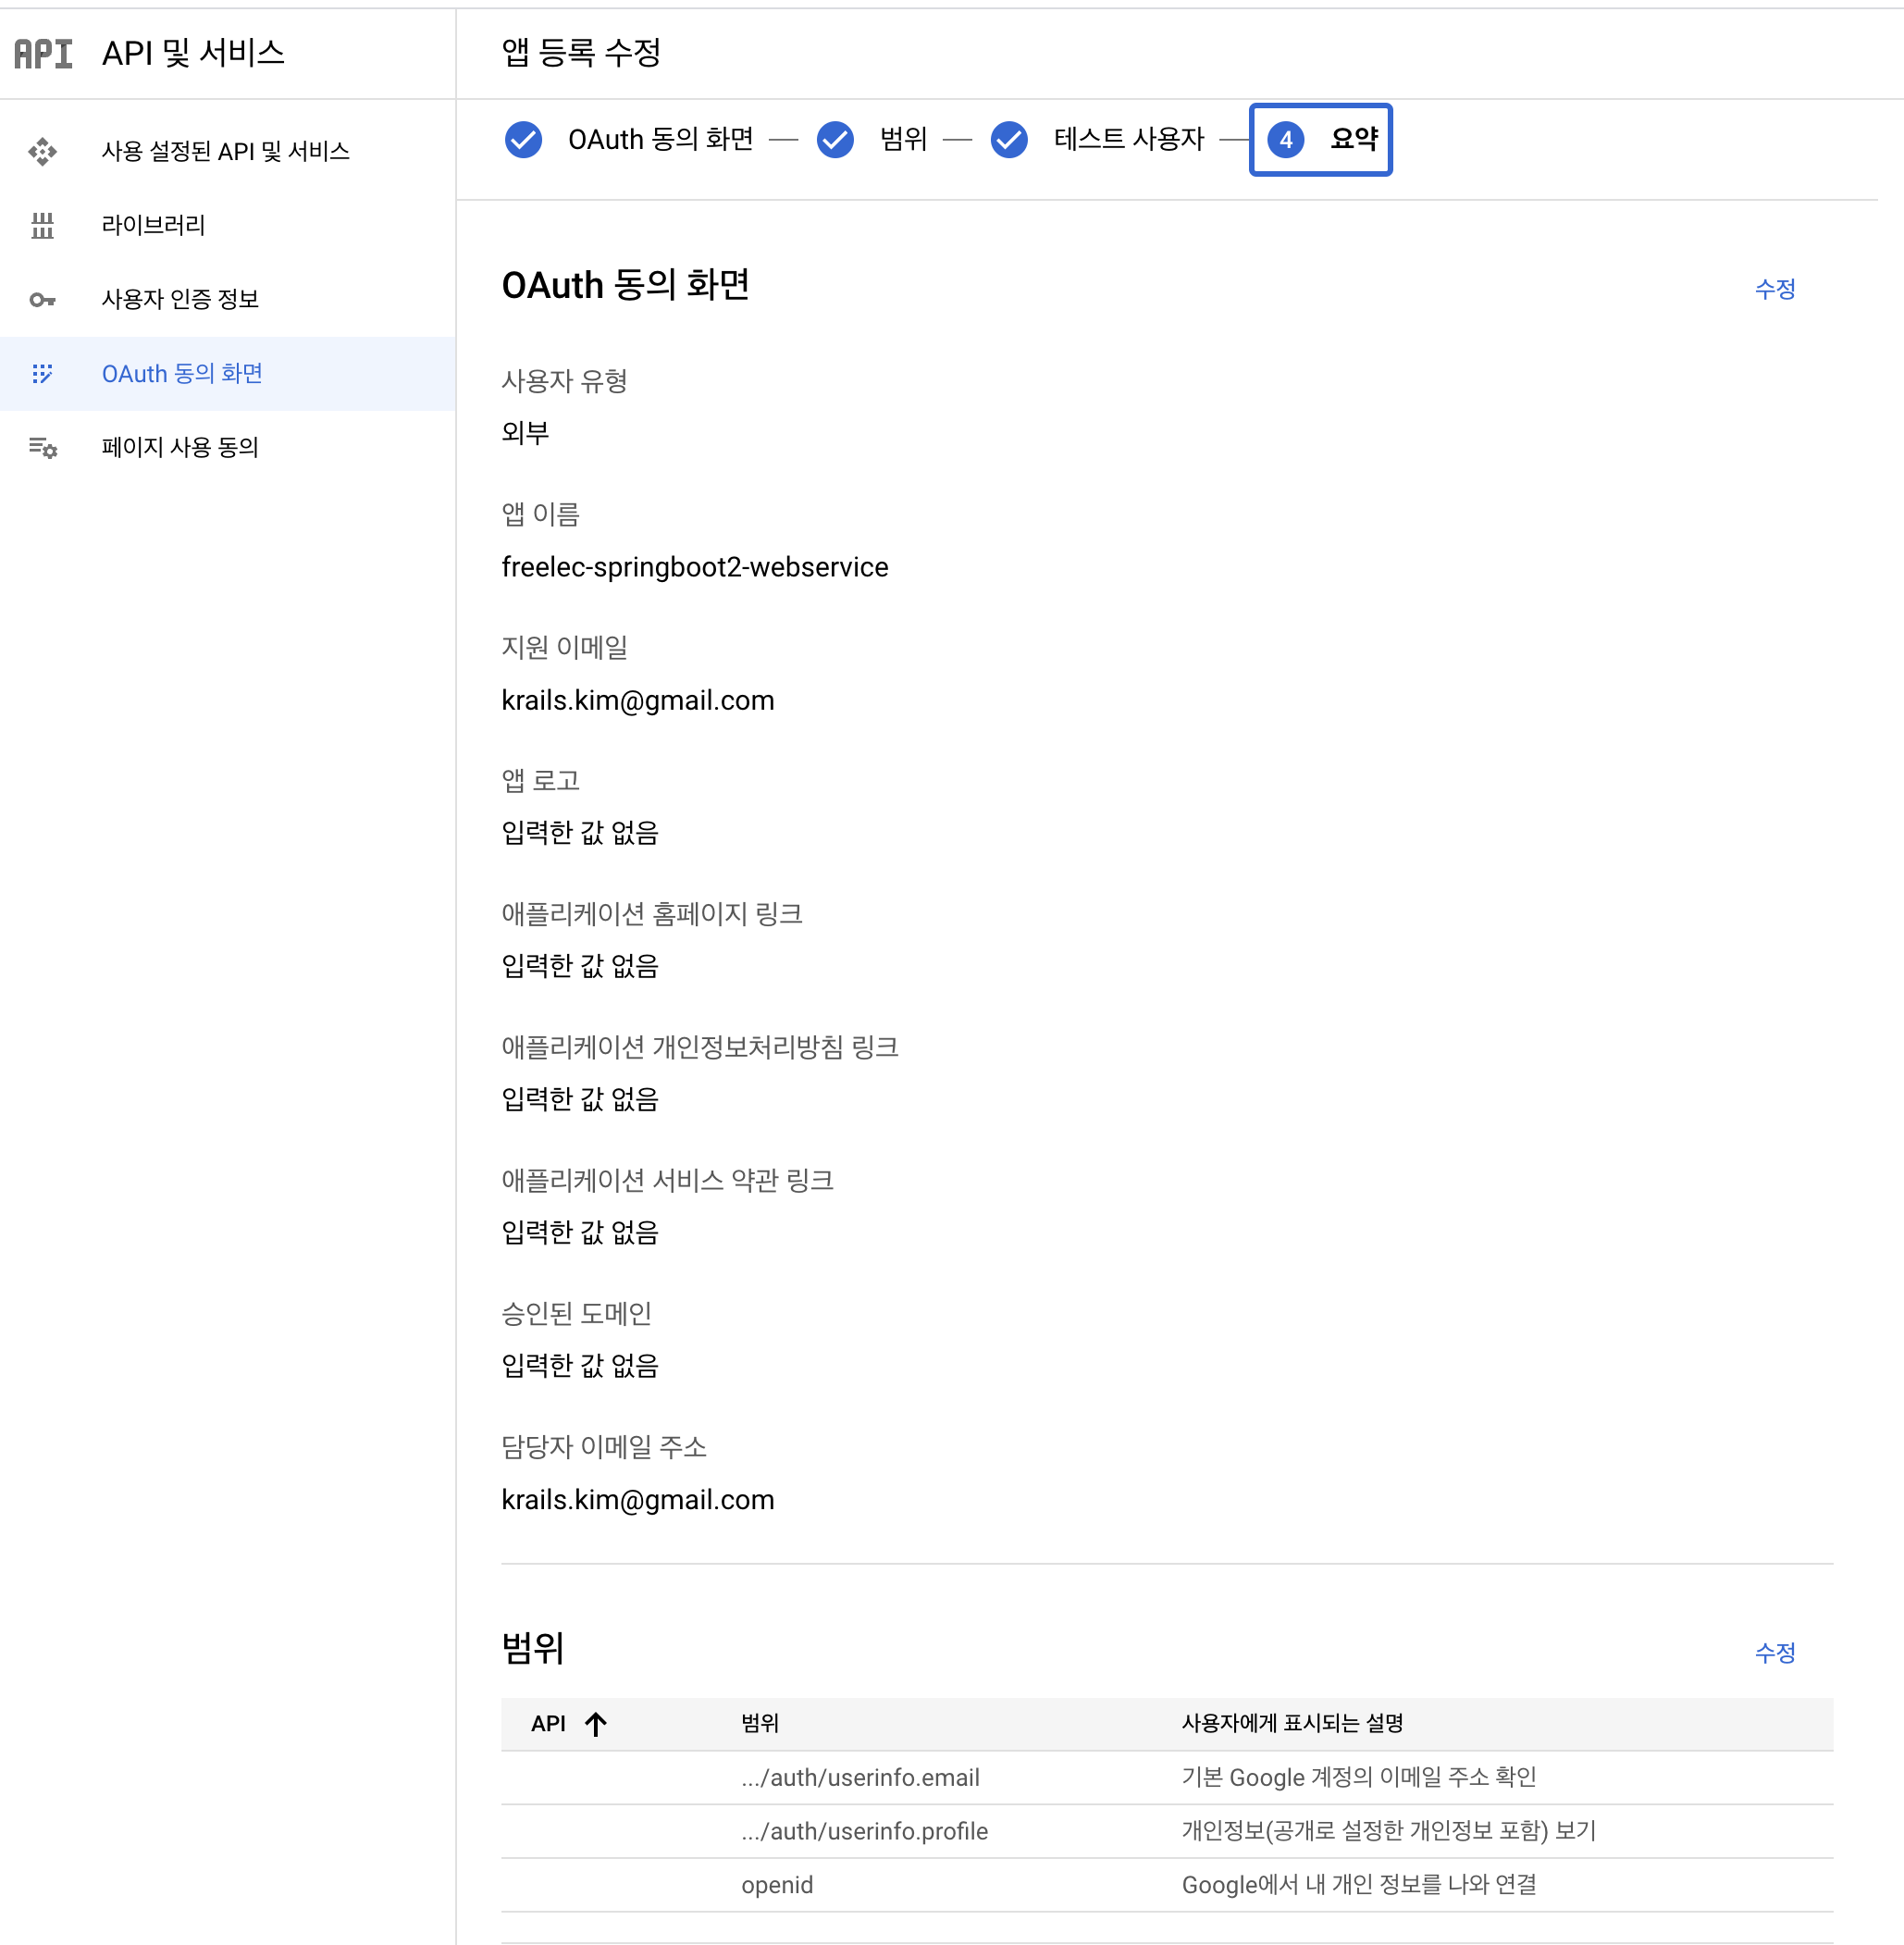 API API 및 서비스
앱 등록 수정
사용 설정된 API 및 서비스
라이브러리
사용자 인증 정보
OAuth 동의 화면
페이지 사용 동의
OAuth 동의 화면 — 범위 — 테스트 사용자 — 4 요약
OAuth 동의 화면 수정
사용자 유형
외부
앱 이름
freelec-springboot2-webservice
지원 이메일
krails.kim@gmail.com
앱 로고
입력한 값 없음
애플리케이션 홈페이지 링크
입력한 값 없음
애플리케이션 개인정보처리방침 링크
입력한 값 없음
애플리케이션 서비스 약관 링크
입력한 값 없음
승인된 도메인
입력한 값 없음
담당자 이메일 주소
krails.kim@gmail.com
범위 수정
API 범위 사용자에게 표시되는 설명
.../auth/userinfo.email 기본 Google 계정의 이메일 주소 확인
.../auth/userinfo.profile 개인정보(공개로 설정한 개인정보 포함) 보기
openid Google에서 내 개인 정보를 나와 연결